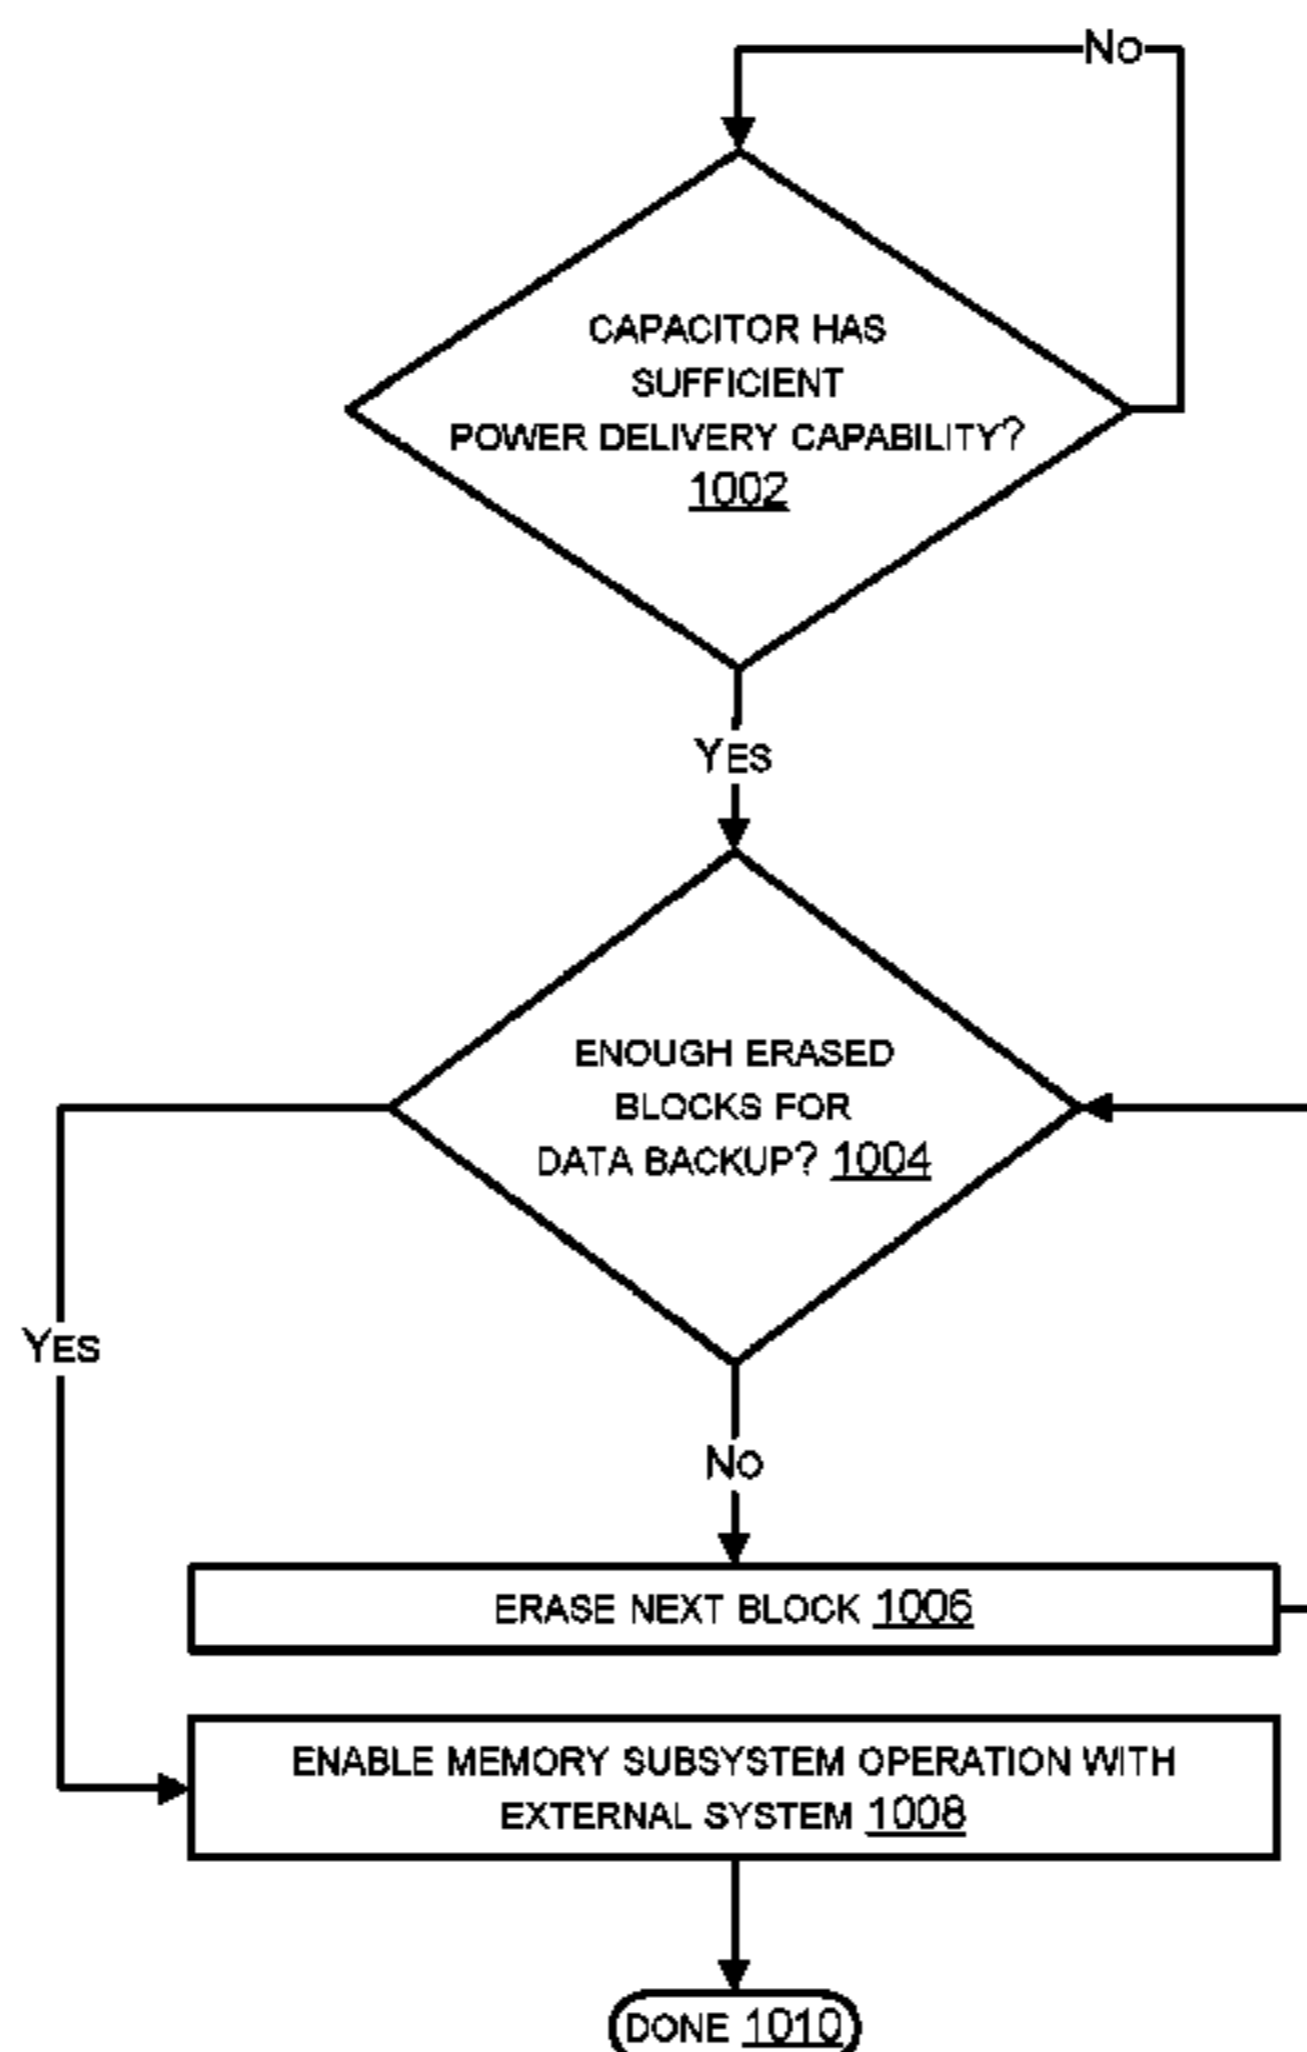 No
CAPACITOR HAS
SUFFICIENT
POWER DELIVERY CAPABILITY?
1002
YES
ENOUGH ERASED
BLOCKS FOR
DATA BACKUP? 1004
YES
No
ERASE NEXT BLOCK 1006
ENABLE MEMORY SUBSYSTEM OPERATION WITH
EXTERNAL SYSTEM 1008
DONE 1010